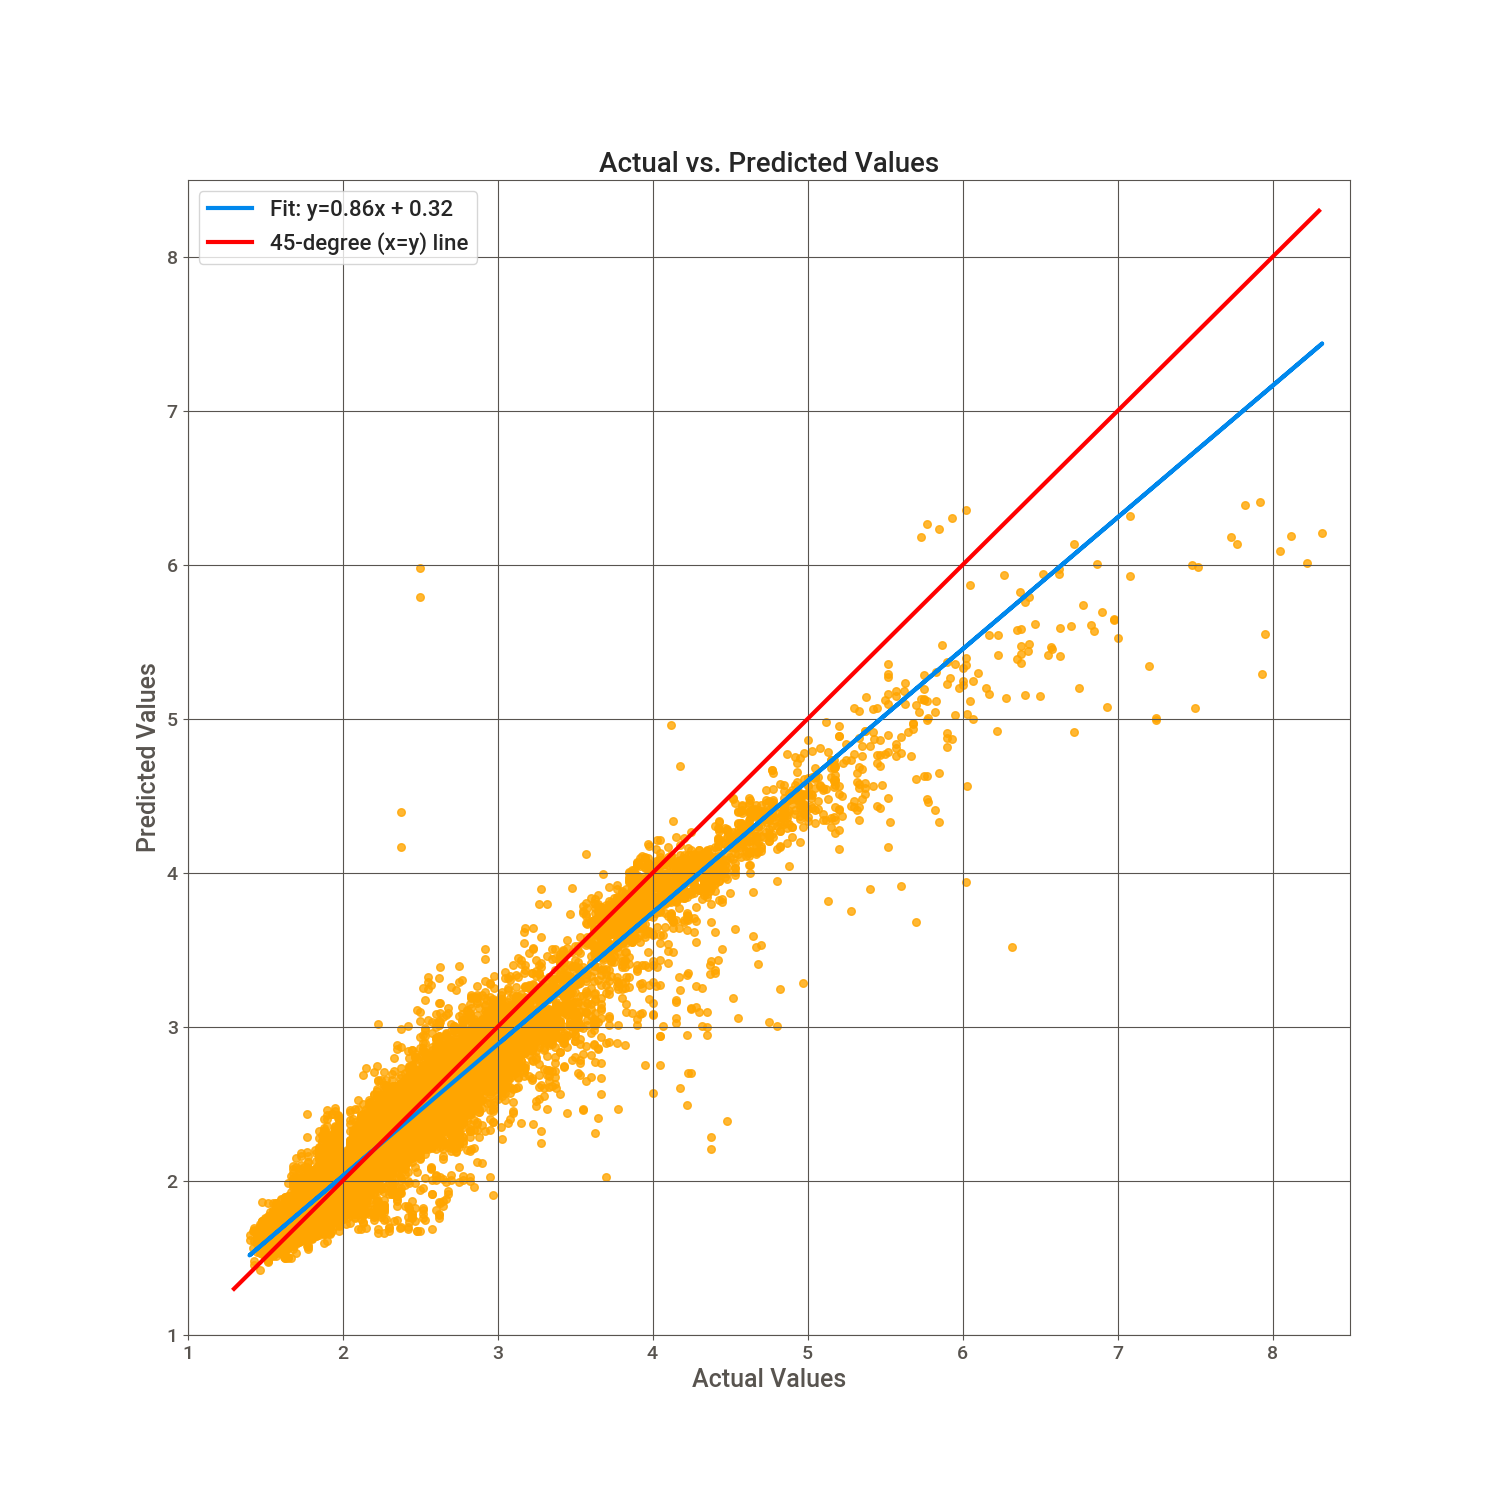 Actual vs. Predicted Values
Fit: y=0.86x + 0.32
45-degree (x=y) line
8
7
6
5
4
3
2
1
Predicted Values
1 2 3 4 5 6 7 8
Actual Values